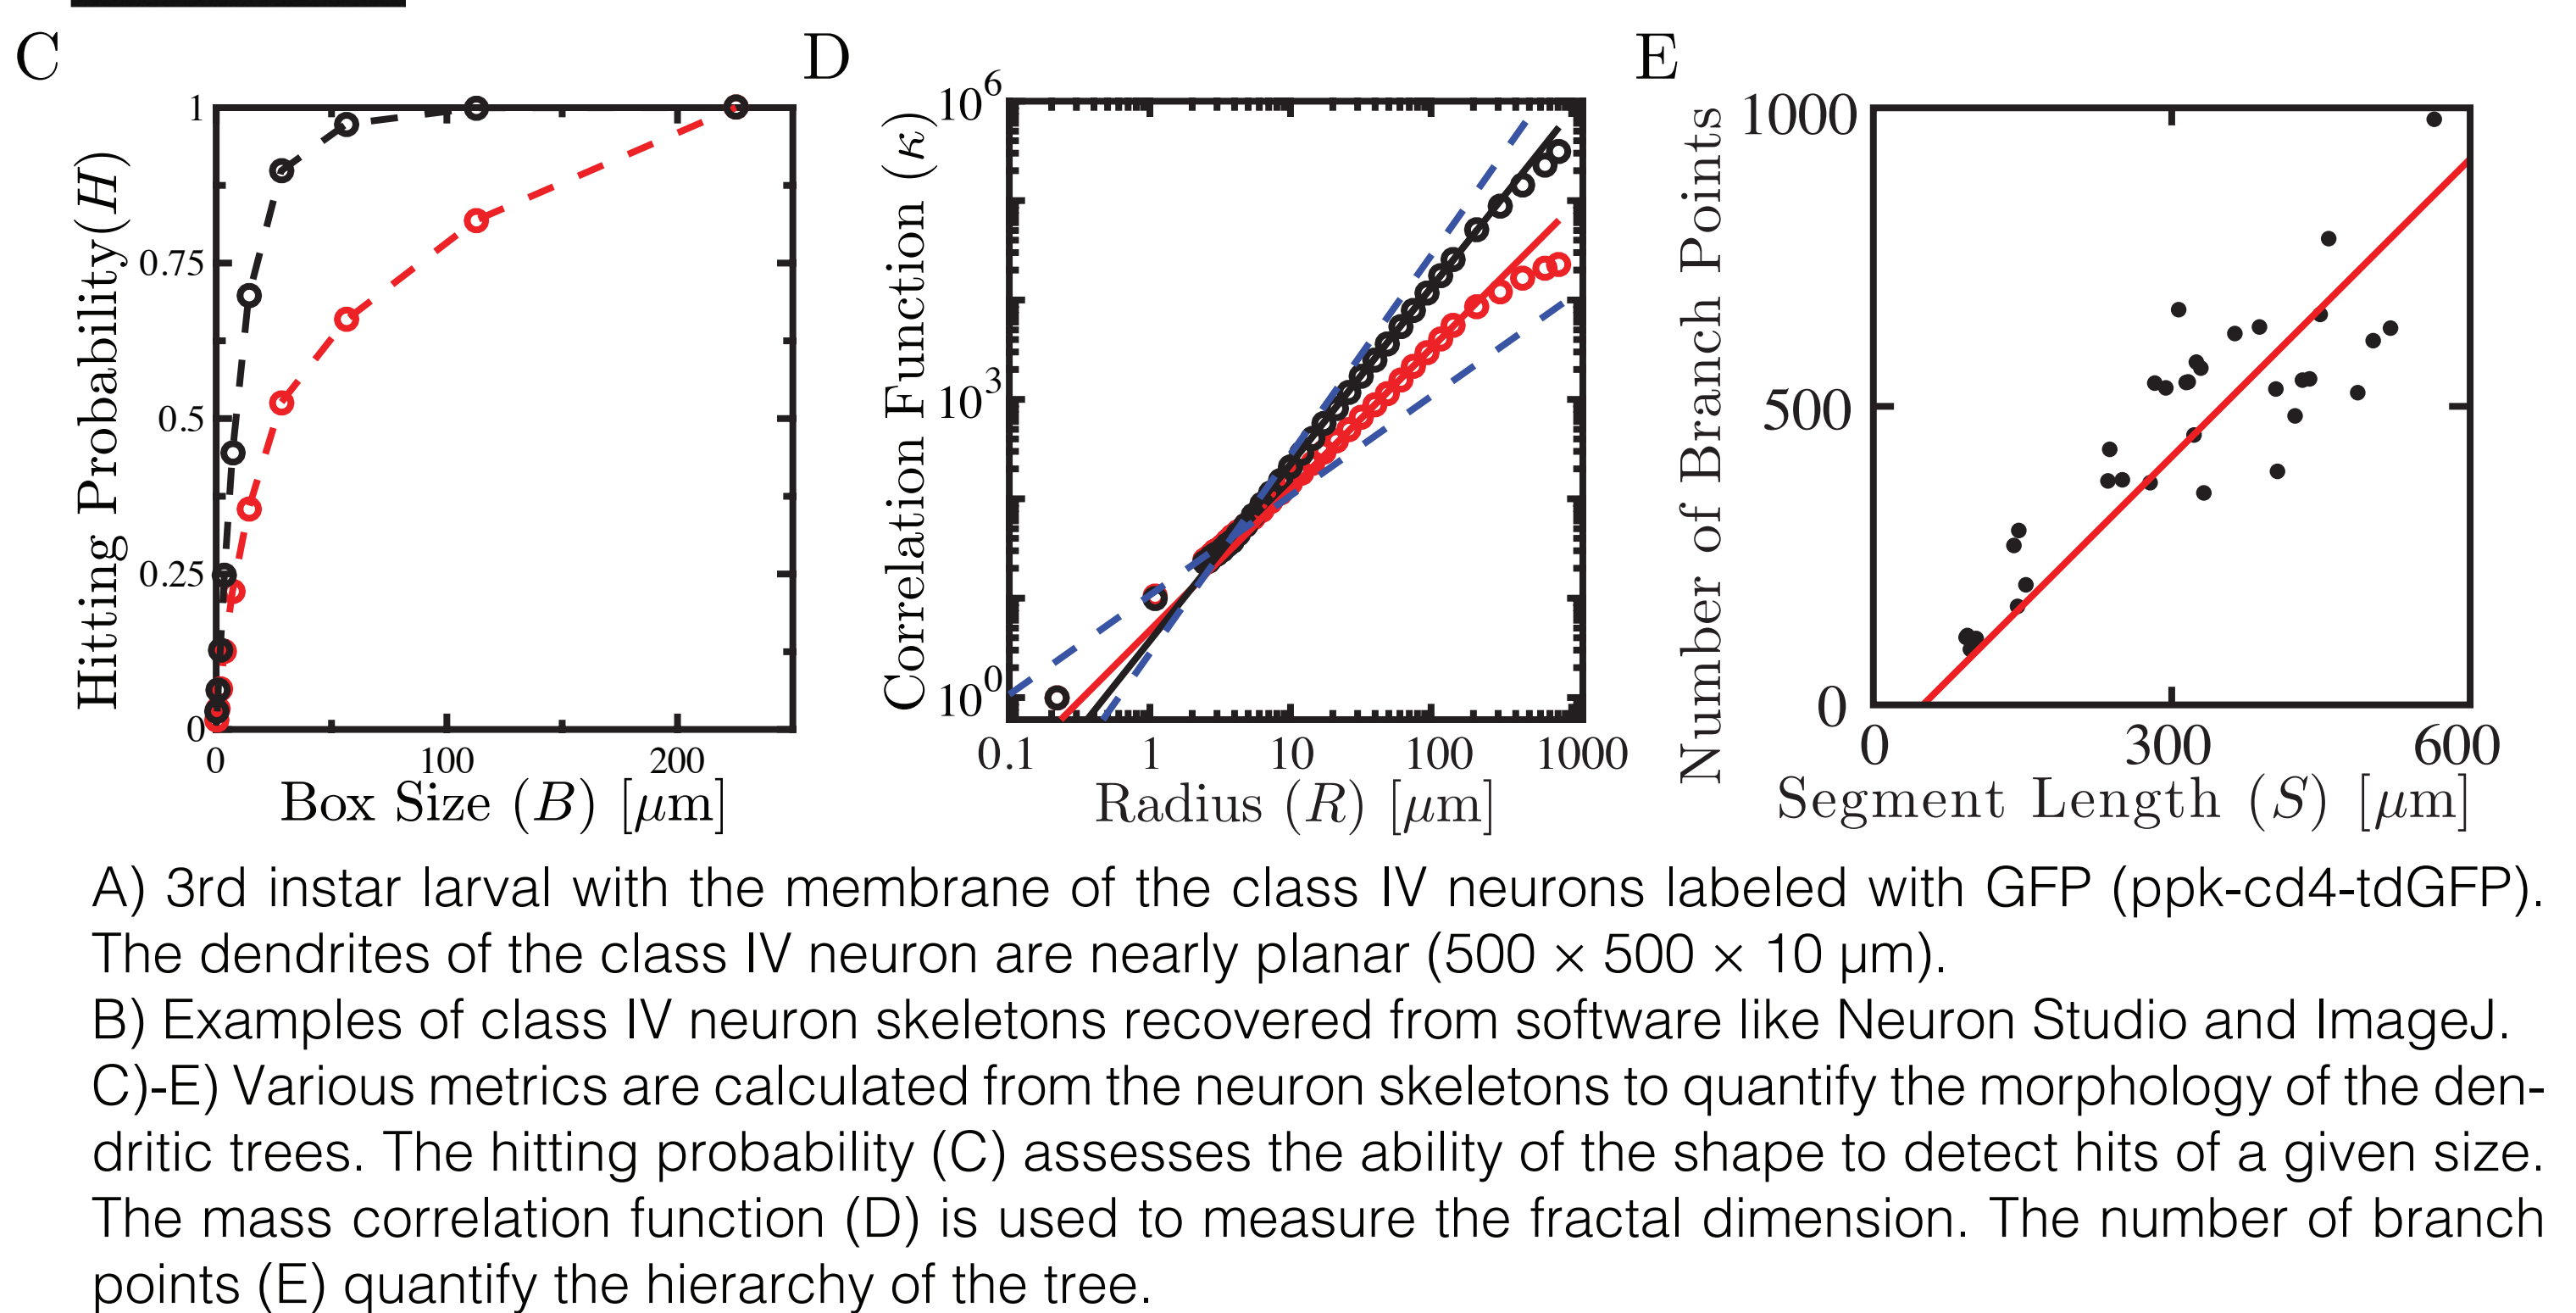 C
D
E
1
0.75
0.5
0.25
0
0
100
200
Hitting Probability(H)
Box Size (B) [μm]
10⁶
10³
10⁰
0.1
1
10
100
1000
Correlation Function (κ)
Radius (R) [μm]
1000
500
0
0
300
600
Number of Branch Points
Segment Length (S) [μm]
A) 3rd instar larval with the membrane of the class IV neurons labeled with GFP (ppk-cd4-tdGFP).
The dendrites of the class IV neuron are nearly planar (500 × 500 × 10 μm).
B) Examples of class IV neuron skeletons recovered from software like Neuron Studio and ImageJ.
C)-E) Various metrics are calculated from the neuron skeletons to quantify the morphology of the den-
dritic trees. The hitting probability (C) assesses the ability of the shape to detect hits of a given size.
The mass correlation function (D) is used to measure the fractal dimension. The number of branch
points (E) quantify the hierarchy of the tree.